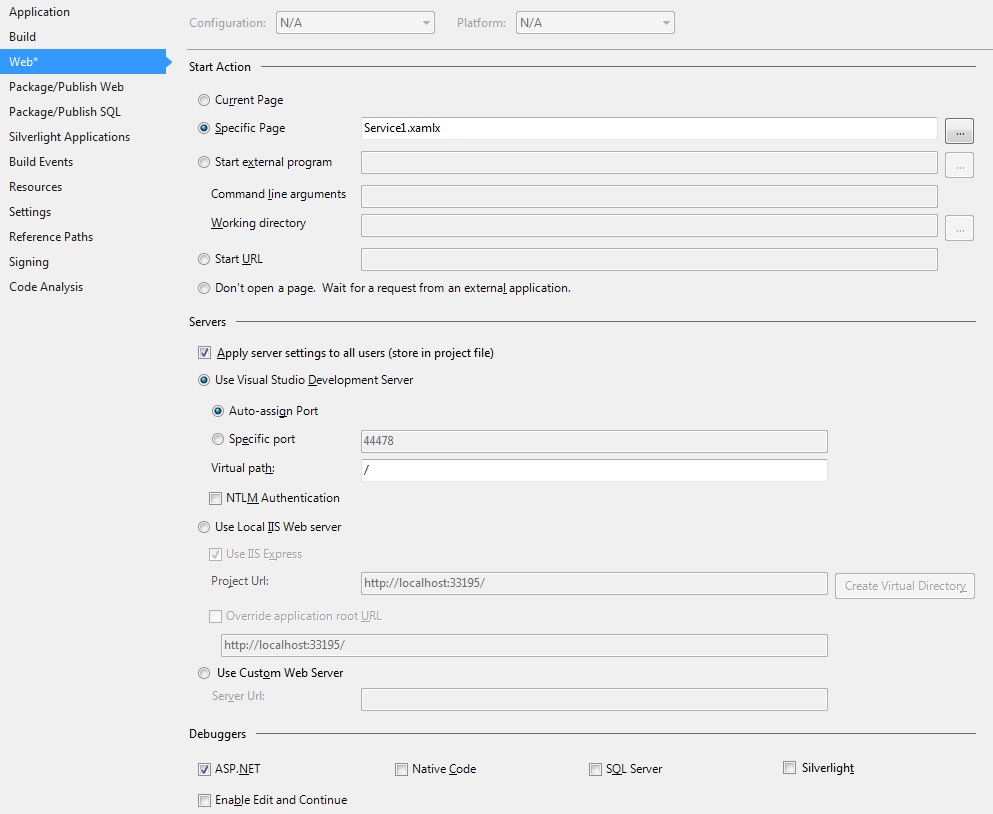 Application
Build
Web*
Package/Publish Web
Package/Publish SQL
Silverlight Applications
Build Events
Resources
Settings
Reference Paths
Signing
Code Analysis
Configuration: N/A Platform: N/A
Start Action
Current Page
Specific Page Service1.xamlx ...
Start external program ...
Command line arguments
Working directory ...
Start URL
Don't open a page. Wait for a request from an external application.
Servers
Apply server settings to all users (store in project file)
Use Visual Studio Development Server
Auto-assign Port
Specific port 44478
Virtual path: /
NTLM Authentication
Use Local IIS Web server
Use IIS Express
Project Url: http://localhost:33195/ Create Virtual Directory
Override application root URL
http://localhost:33195/
Use Custom Web Server
Server Url:
Debuggers
ASP.NET Native Code SQL Server Silverlight
Enable Edit and Continue